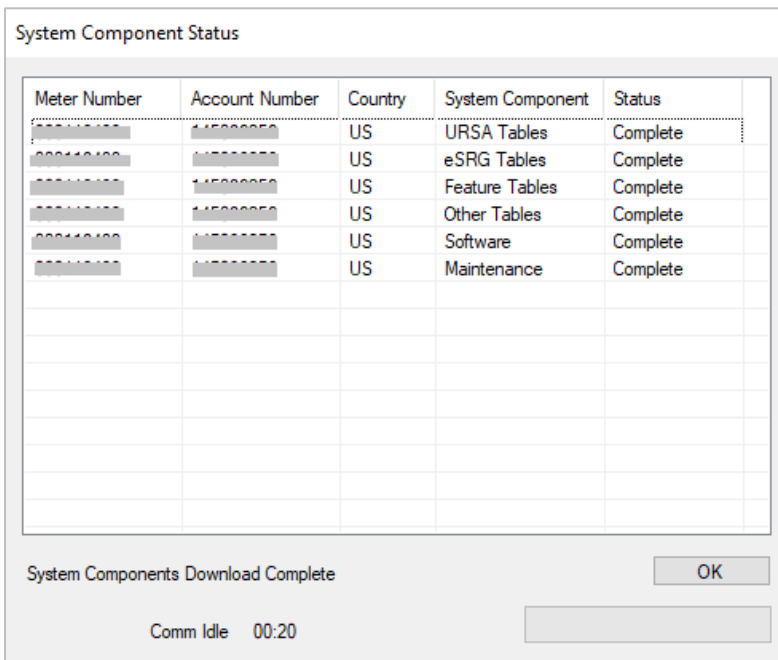 System Component Status
Meter Number Account Number Country System Component Status
US URSA Tables Complete
US eSRG Tables Complete
US Feature Tables Complete
US Other Tables Complete
US Software Complete
US Maintenance Complete
System Components Download Complete
OK
Comm Idle 00:20